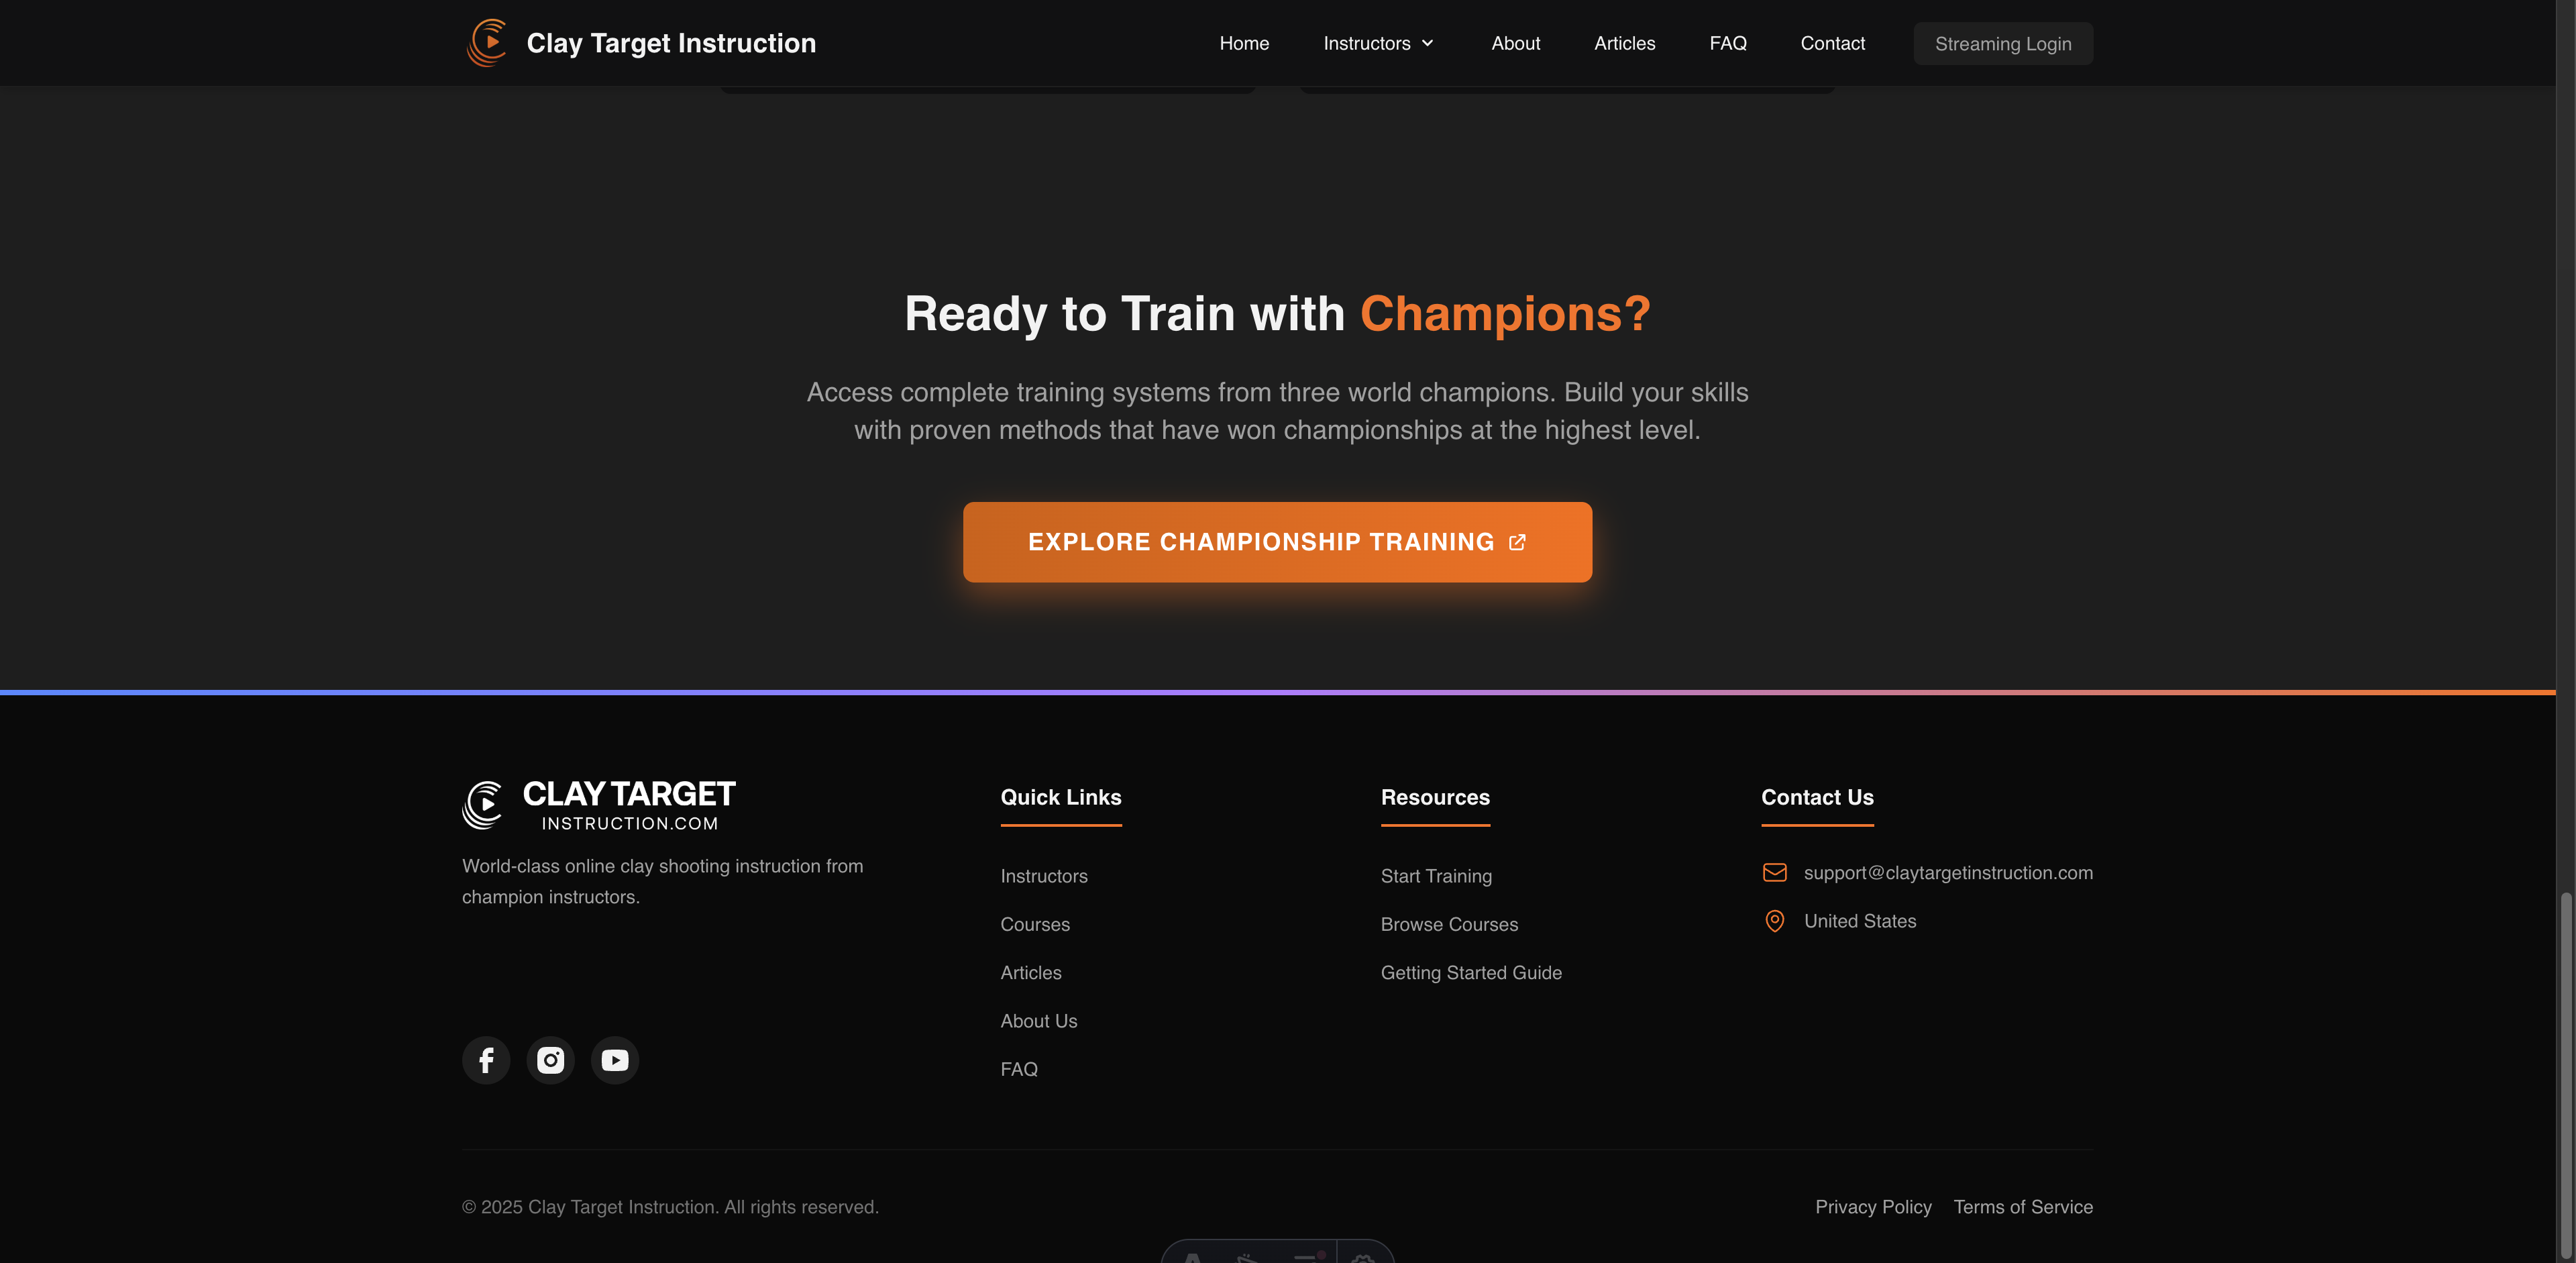 Clay Target Instruction
Home
Instructors
About
Articles
FAQ
Contact
Streaming Login
Ready to Train with Champions?
Access complete training systems from three world champions. Build your skills
with proven methods that have won championships at the highest level.
EXPLORE CHAMPIONSHIP TRAINING
CLAY TARGET
INSTRUCTION.COM
World-class online clay shooting instruction from
champion instructors.
Quick Links
Instructors
Courses
Articles
About Us
FAQ
Resources
Start Training
Browse Courses
Getting Started Guide
Contact Us
support@claytargetinstruction.com
United States
© 2025 Clay Target Instruction. All rights reserved.
Privacy Policy
Terms of Service